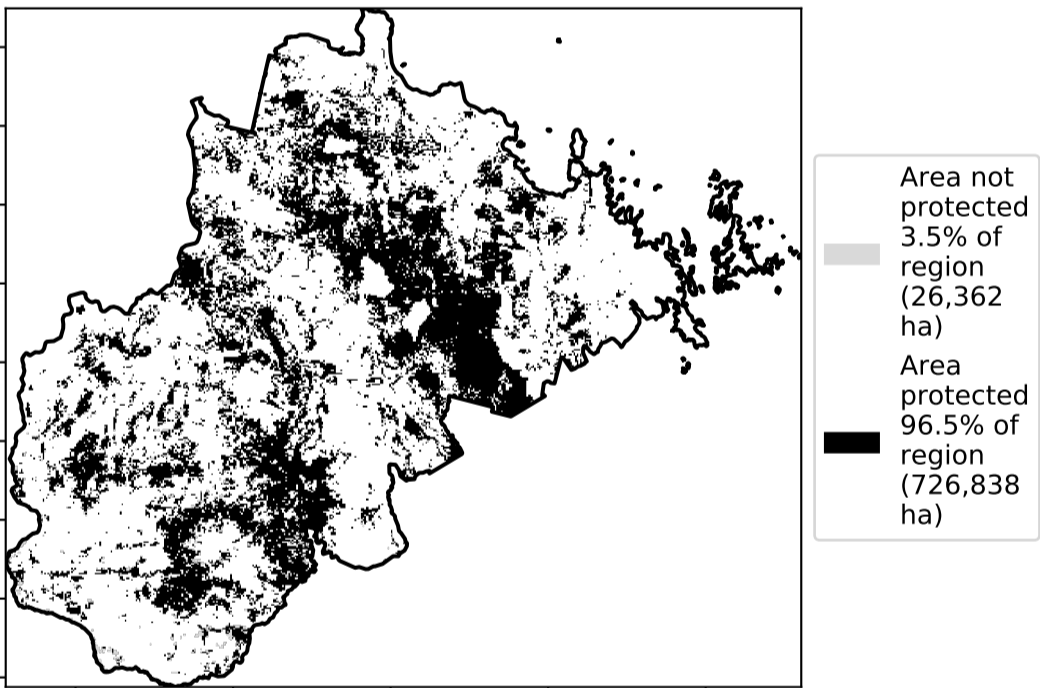 Area not
protected
3.5% of
region
(26,362
ha)
Area
protected
96.5% of
region
(726,838
ha)